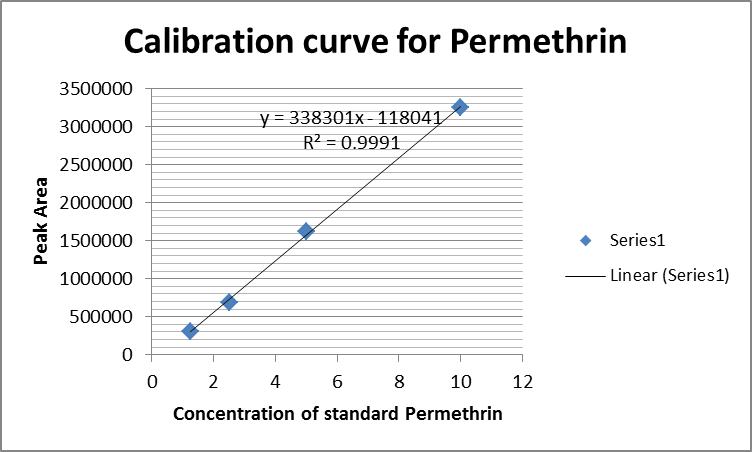 Calibration curve for Permethrin
3500000
3000000
2500000
2000000
1500000
1000000
500000
0
Peak Area
y = 338301x - 118041
R² = 0.9991
0 2 4 6 8 10 12
Concentration of standard Permethrin
Series1
Linear (Series1)